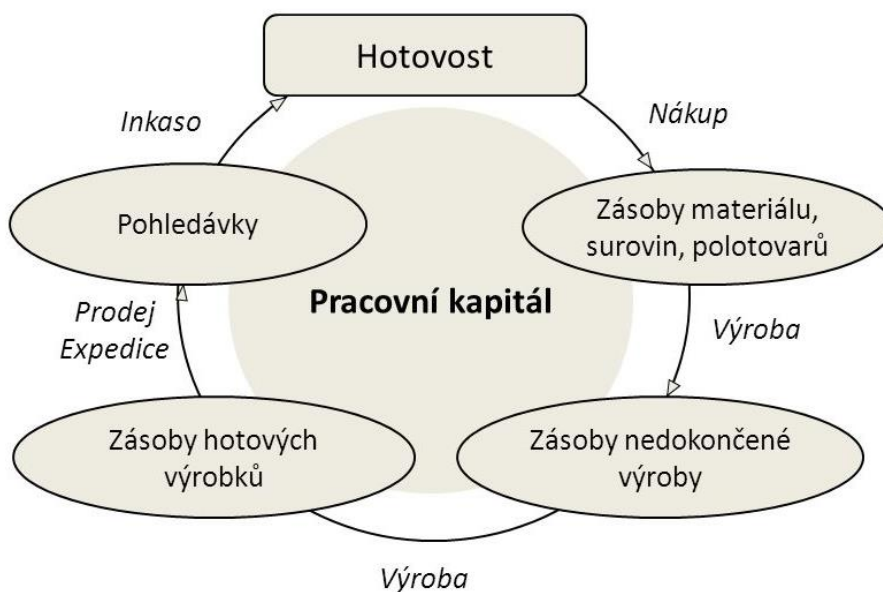 Hotovost
Inkaso
Nákup
Pohledávky
Zásoby materiálu,
surovin, polotovarů
Pracovní kapitál
Prodej
Expedice
Výroba
Zásoby hotových
výrobků
Zásoby nedokončené
výroby
Výroba